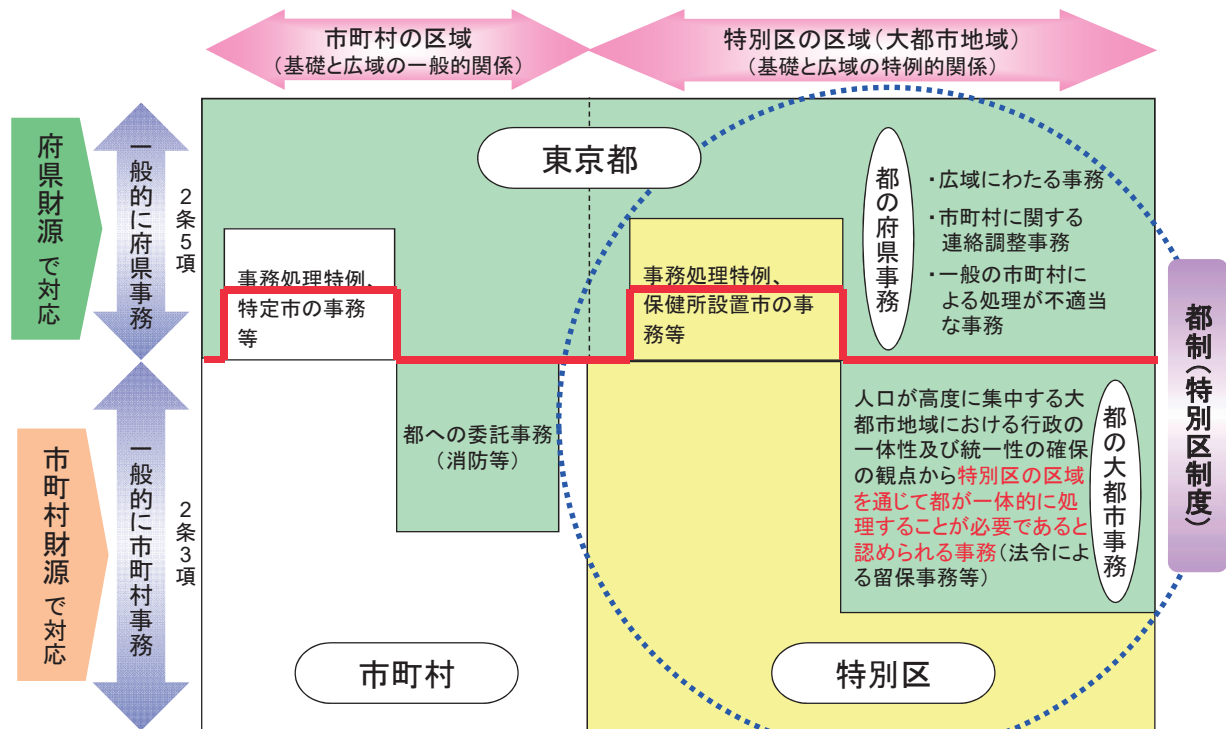 市町村の区域
(基礎と広域の一般的関係)
特別区の区域(大都市地域)
(基礎と広域の特例的関係)
府県財源で対応
一般的に府県事務
2条5項
東京都
都の府県事務
・広域にわたる事務
・市町村に関する
連絡調整事務
・一般の市町村に
よる処理が不適当
な事務
事務処理特例、
特定市の事務
等
事務処理特例、
保健所設置市の事
務等
都制(特別区制度)
市町村財源で対応
一般的に市町村事務
2条3項
都への委託事務
(消防等)
人口が高度に集中する大
都市地域における行政の
一体性及び統一性の確保
の観点から特別区の区域
を通じて都が一体的に処
理することが必要であると
認められる事務(法令によ
る留保事務等)
都の大都市事務
市町村
特別区